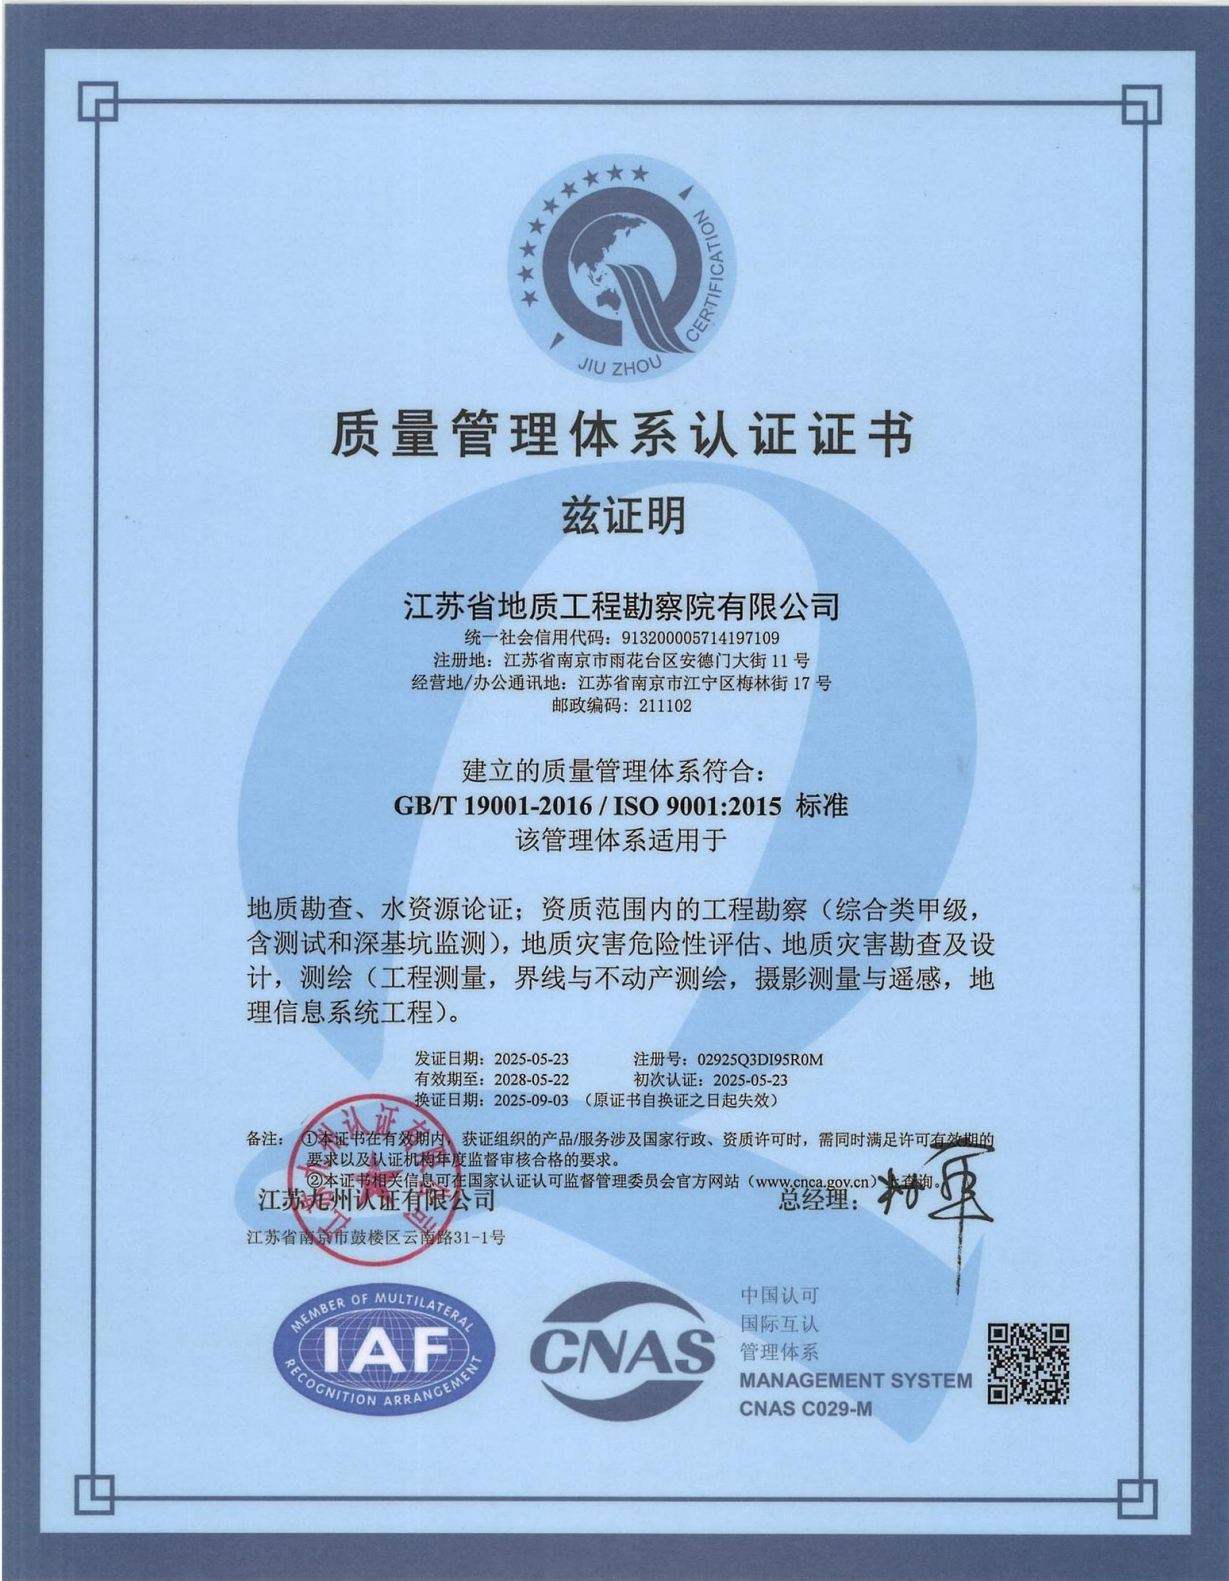 JIU ZHOU CERTIFICATION
质量管理体系认证证书
兹证明
江苏省地质工程勘察院有限公司
统一社会信用代码：913200005714197109
注册地：江苏省南京市雨花台区安德门大街 11 号
经营地/办公通讯地：江苏省南京市江宁区梅林街 17 号
邮政编码：211102
建立的质量管理体系符合：
GB/T 19001-2016 / ISO 9001:2015 标准
该管理体系适用于
地质勘查、水资源论证；资质范围内的工程勘察（综合类甲级，
含测试和深基坑监测），地质灾害危险性评估、地质灾害勘查及设
计，测绘（工程测量，界线与不动产测绘，摄影测量与遥感，地
理信息系统工程）。
发证日期：2025-05-23 注册号：02925Q3DI95R0M
有效期至：2028-05-22 初次认证：2025-05-23
换证日期：2025-09-03 （原证书自换证之日起失效）
备注： ①本证书在有效期内，获证组织的产品/服务涉及国家行政、资质许可时，需同时满足许可有效期的
要求以及认证机构年度监督审核合格的要求。
②本证书相关信息可在国家认证认可监督管理委员会官方网站（www.cnca.gov.cn）上查询。
江苏九州认证有限公司 总经理：
江苏省南京市鼓楼区云南路31-1号
江苏九州认证有限公司
MEMBER OF MULTILATERAL
IAF
RECOGNITION ARRANGEMENT
CNAS
中国认可
国际互认
管理体系
MANAGEMENT SYSTEM
CNAS C029-M